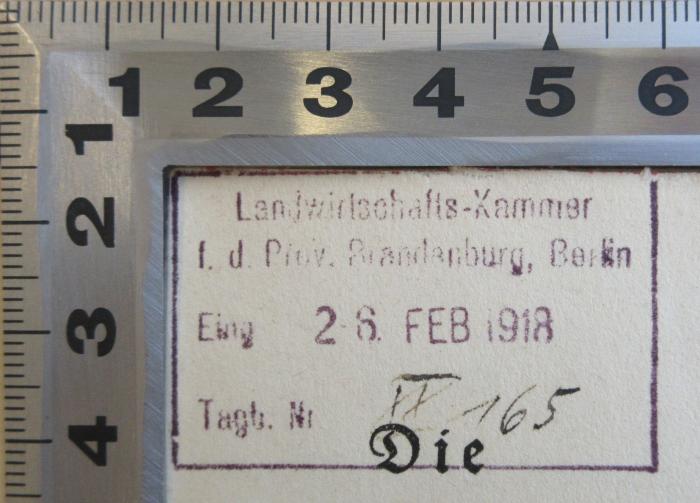 1 2 3 4 5 6
1
2
3
4
Landwirtschafts-Kammer
f. d. Prov. Brandenburg, Berlin
Eing 26. FEB 1918
Tagb. Nr XX 165
Die